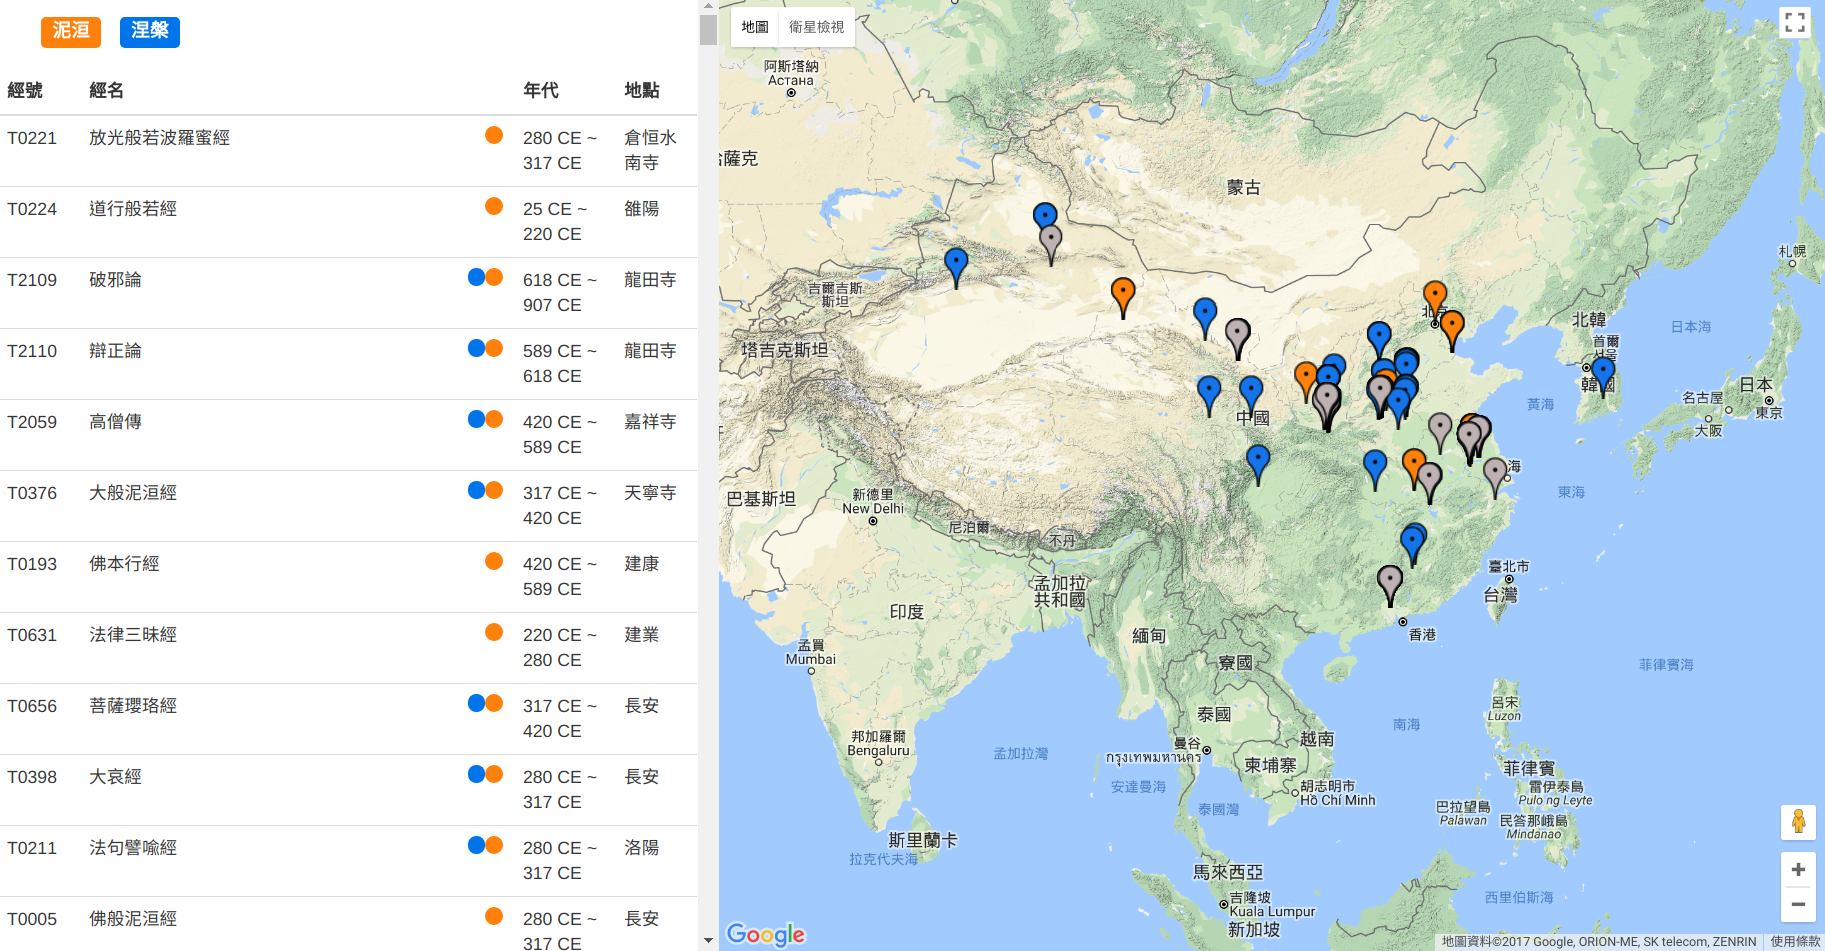 泥洹 涅槃
經號 經名 年代 地點
T0221 放光般若波羅蜜經 280 CE ~ 倉恒水
317 CE 南寺
T0224 道行般若經 25 CE ~ 雒陽
220 CE
T2109 破邪論 618 CE ~ 龍田寺
907 CE
T2110 辯正論 589 CE ~ 龍田寺
618 CE
T2059 高僧傳 420 CE ~ 嘉祥寺
589 CE
T0376 大般泥洹經 317 CE ~ 天寧寺
420 CE
T0193 佛本行經 420 CE ~ 建康
589 CE
T0631 法律三昧經 220 CE ~ 建業
280 CE
T0656 菩薩瓔珞經 317 CE ~ 長安
420 CE
T0398 大哀經 280 CE ~ 長安
317 CE
T0211 法句譬喻經 280 CE ~ 洛陽
317 CE
T0005 佛般泥洹經 280 CE ~ 長安
317 CE
地圖 衛星檢視
阿斯塔納
Астана
薩克
蒙古
札幌
吉爾吉斯
斯坦
北韓
日本海
首爾
서울
塔吉克斯坦
韓國
日本
名古屋
東京
黃海
大阪
中國
海
巴基斯坦
新德里
New Delhi
東海
尼泊爾
不丹
臺北市
台灣
孟加拉
共和國
印度
香港
緬甸
孟買
Mumbai
寮國
菲律賓海
呂宋
Luzon
泰國
南海
邦加羅爾
Bengaluru
曼谷
กรุงเทพมหานคร
越南
孟加拉灣
柬埔寨
菲律賓
安達曼海
胡志明市
Hồ Chí Minh
雷伊泰島
Pulo ng Leyte
泰國灣
巴拉望島
Palawan
民答那峨島
Mindanao
斯里蘭卡
拉克代夫海
馬來西亞
吉隆坡
Kuala Lumpur
西里伯斯海
新加坡
Google
地圖資料©2017 Google, ORION-ME, SK telecom, ZENRIN 使用條款